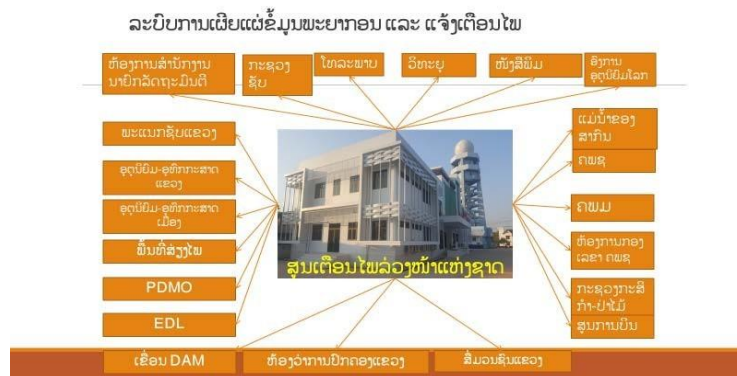 ລະບົບການເຜີຍແຜ່ຂໍ້ມູນພະຍາກອນ ແລະ ແຈ້ງເຕືອນໄພ
ຫ້ອງການສຳນັກງານ
ນາຍົກລັດຖະມົນຕີ
ກະຊວງ
ຊັບ
ໂທລະພາບ
ວິທະຍຸ
ໜັງສືພິມ
ອົງການ
ອຸຕຸນິຍົມໂລກ
ພະແນກຊັບແຂວງ
ອຸຕຸນິຍົມ-ອຸທົກກະສາດ
ແຂວງ
ອຸຕຸນິຍົມ-ອຸທົກກະສາດ
ເມືອງ
ພື້ນທີ່ສ່ຽງໄພ
PDMO
EDL
ສູນເຕືອນໄພລ່ວງໜ້າແຫ່ງຊາດ
ແມ່ນ້ຳຂອງ
ສາກົນ
ຄພຊ
ຄພມ
ຫ້ອງການກອງ
ເລຂາ ຄພຊ
ກະຊວງກະສິ
ກຳ-ປ່າໄມ້
ສູນການບິນ
ເຂື່ອນ DAM
ຫ້ອງວ່າການປົກຄອງແຂວງ
ສື່ມວນຊົນແຂວງ